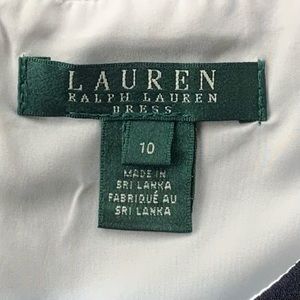 LAUREN
RALPH LAUREN
DRESS
10
MADE IN
SRI LANKA
FABRIQUÉ AU
SRI LANKA